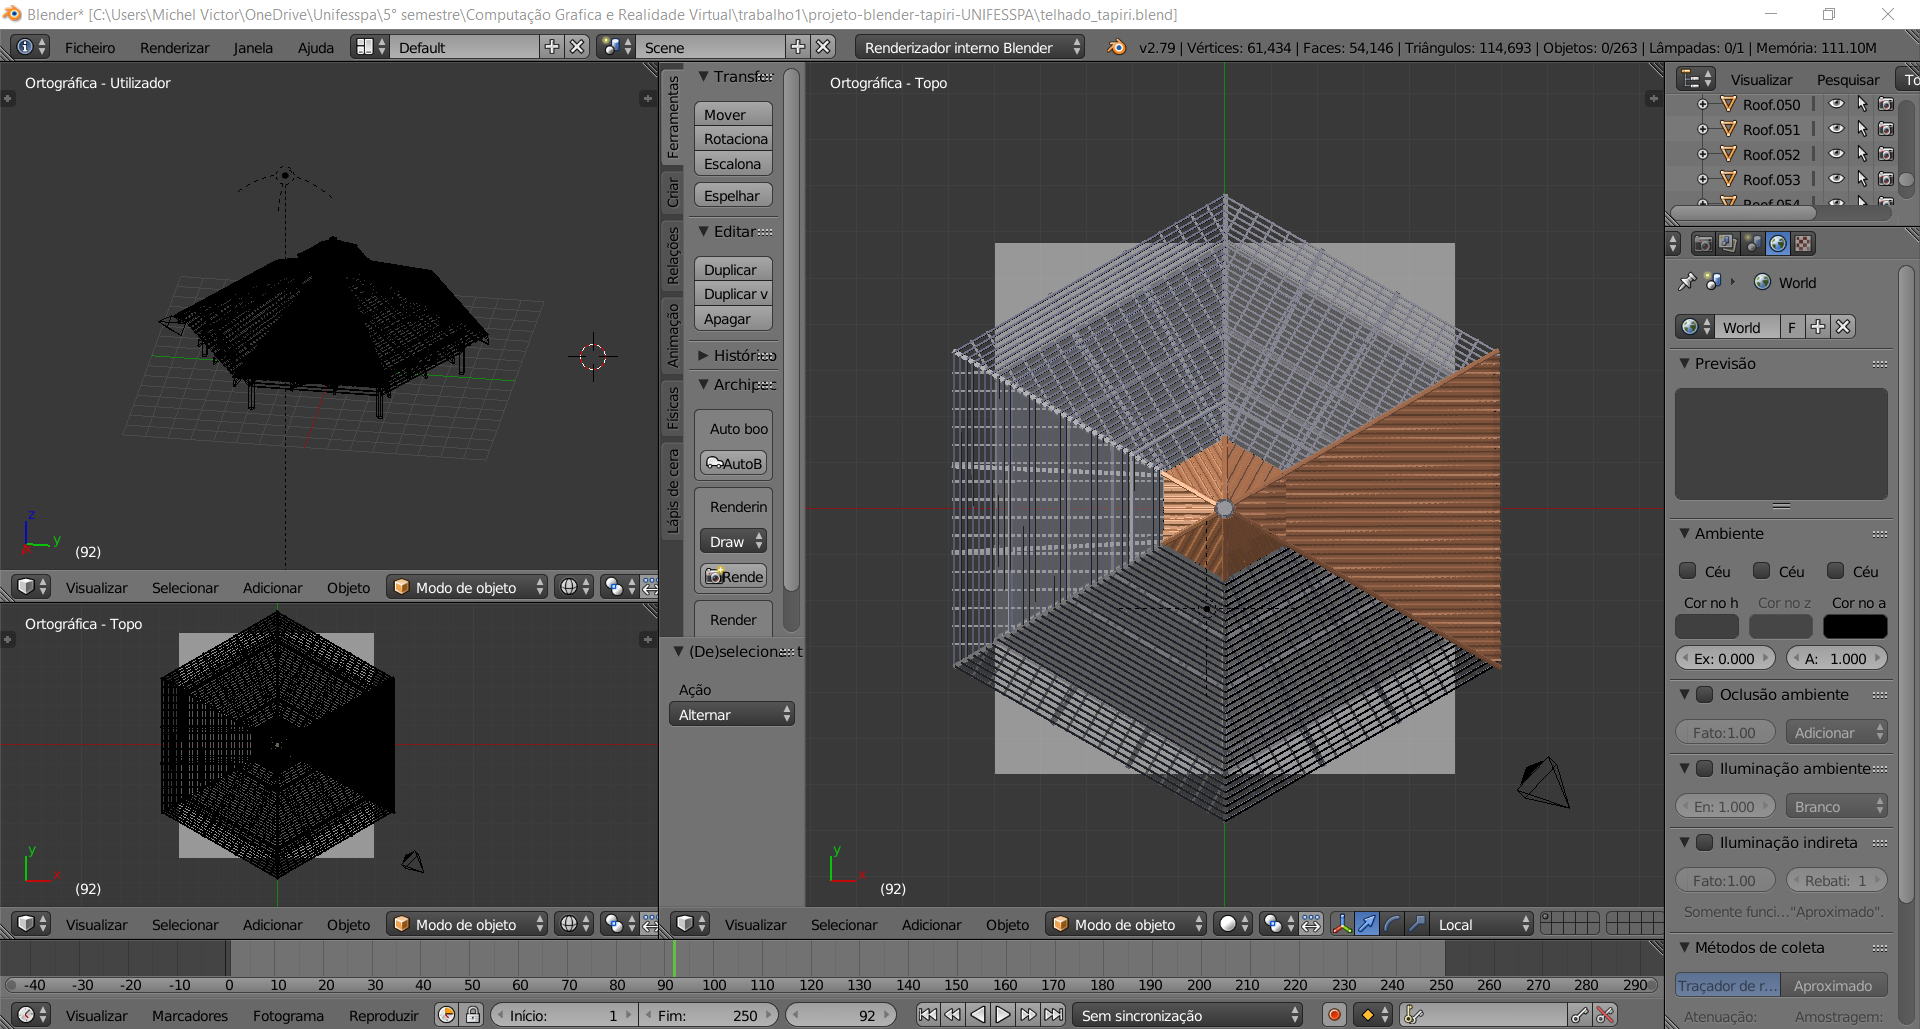 Blender* [C:\Users\Michel Victor\OneDrive\Unifesspa\5° semestre\Computação Grafica e Realidade Virtual\trabalho1\projeto-blender-tapiri-UNIFESSPA\telhado_tapiri.blend]
Ficheiro Renderizar Janela Ajuda Default Scene Renderizador interno Blender v2.79 | Vértices: 61,434 | Faces: 54,146 | Triângulos: 114,693 | Objetos: 0/263 | Lâmpadas: 0/1 | Memória: 111.10M
Ortográfica - Utilizador
z
y
(92)
Visualizar Selecionar Adicionar Objeto Modo de objeto
Ortográfica - Topo
y
x
(92)
Visualizar Selecionar Adicionar Objeto Modo de objeto
Ferramentas
Criar
Relações
Animação
Físicas
Lápis de cera
Transfe
Mover
Rotaciona
Escalona
Espelhar
Editar
Duplicar
Duplicar v
Apagar
Histórico
Archip
Auto boo
AutoB
Renderin
Draw
Rende
Render
(De)selecion
Ação
Alternar
Ortográfica - Topo
y
x
(92)
Visualizar Selecionar Adicionar Objeto Modo de objeto Local
Visualizar Pesquisar To
Roof.050
Roof.051
Roof.052
Roof.053
Roof.054
World
World F
Previsão
Ambiente
Céu Céu Céu
Cor no h Cor no z Cor no a
Ex: 0.000 A: 1.000
Oclusão ambiente
Fato:1.00 Adicionar
Iluminação ambiente
En: 1.000 Branco
Iluminação indireta
Fato:1.00 Rebati: 1
Somente funci..."Aproximado".
Métodos de coleta
Traçador de r... Aproximado
Atenuação: Amostragem:
-40 -30 -20 -10 0 10 20 30 40 50 60 70 80 90 100 110 120 130 140 150 160 170 180 190 200 210 220 230 240 250 260 270 280 290
Visualizar Marcadores Fotograma Reproduzir Início: 1 Fim: 250 92 Sem sincronização